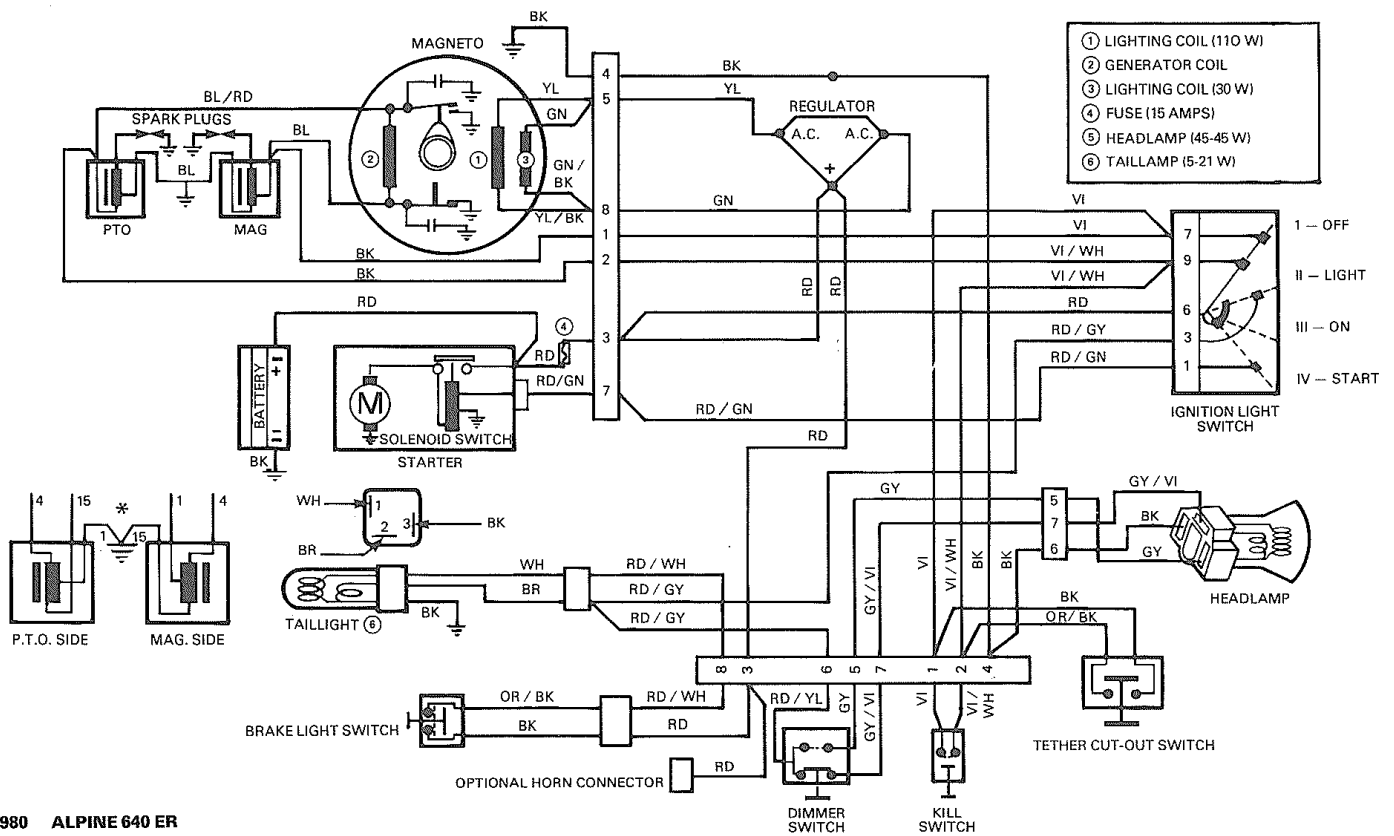 BK
MAGNETO
4
BK
1 LIGHTING COIL (110 W)
2 GENERATOR COIL
3 LIGHTING COIL (30 W)
4 FUSE (15 AMPS)
5 HEADLAMP (45-45 W)
6 TAILLAMP (5-21 W)
BL/RD
YL
5
YL
REGULATOR
SPARK PLUGS
BL
GN
A.C. A.C.
2
1
3
BL
GN / BK
+
PTO
MAG
YL/BK
8
GN
VI
1
VI
7
I — OFF
BK
2
VI / WH
9
BK
VI / WH
II — LIGHT
RD
RD
RD
RD
6
III — ON
4
3
RD / GY
3
RD
RD / GN
1
IV — START
BATTERY
+
−
RD/GN
7
RD / GN
M
IGNITION LIGHT
SWITCH
SOLENOID SWITCH
RD
BK
STARTER
4
15
*
1
4
1
15
WH
1
2
3
BK
BR
GY
5
7
6
GY / VI
BK
GY
HEADLAMP
WH
RD / WH
BR
RD / GY
BK
RD / GY
TAILLIGHT 6
GY / VI
VI
VI / WH
BK
BK
BK
OR / BK
P.T.O. SIDE
MAG. SIDE
8
3
6
5
7
1
2
4
OR / BK
RD / WH
RD / YL
GY
GY / VI
VI
VI / WH
BRAKE LIGHT SWITCH
BK
RD
TETHER CUT-OUT SWITCH
OPTIONAL HORN CONNECTOR
RD
DIMMER
SWITCH
KILL
SWITCH
980 ALPINE 640 ER